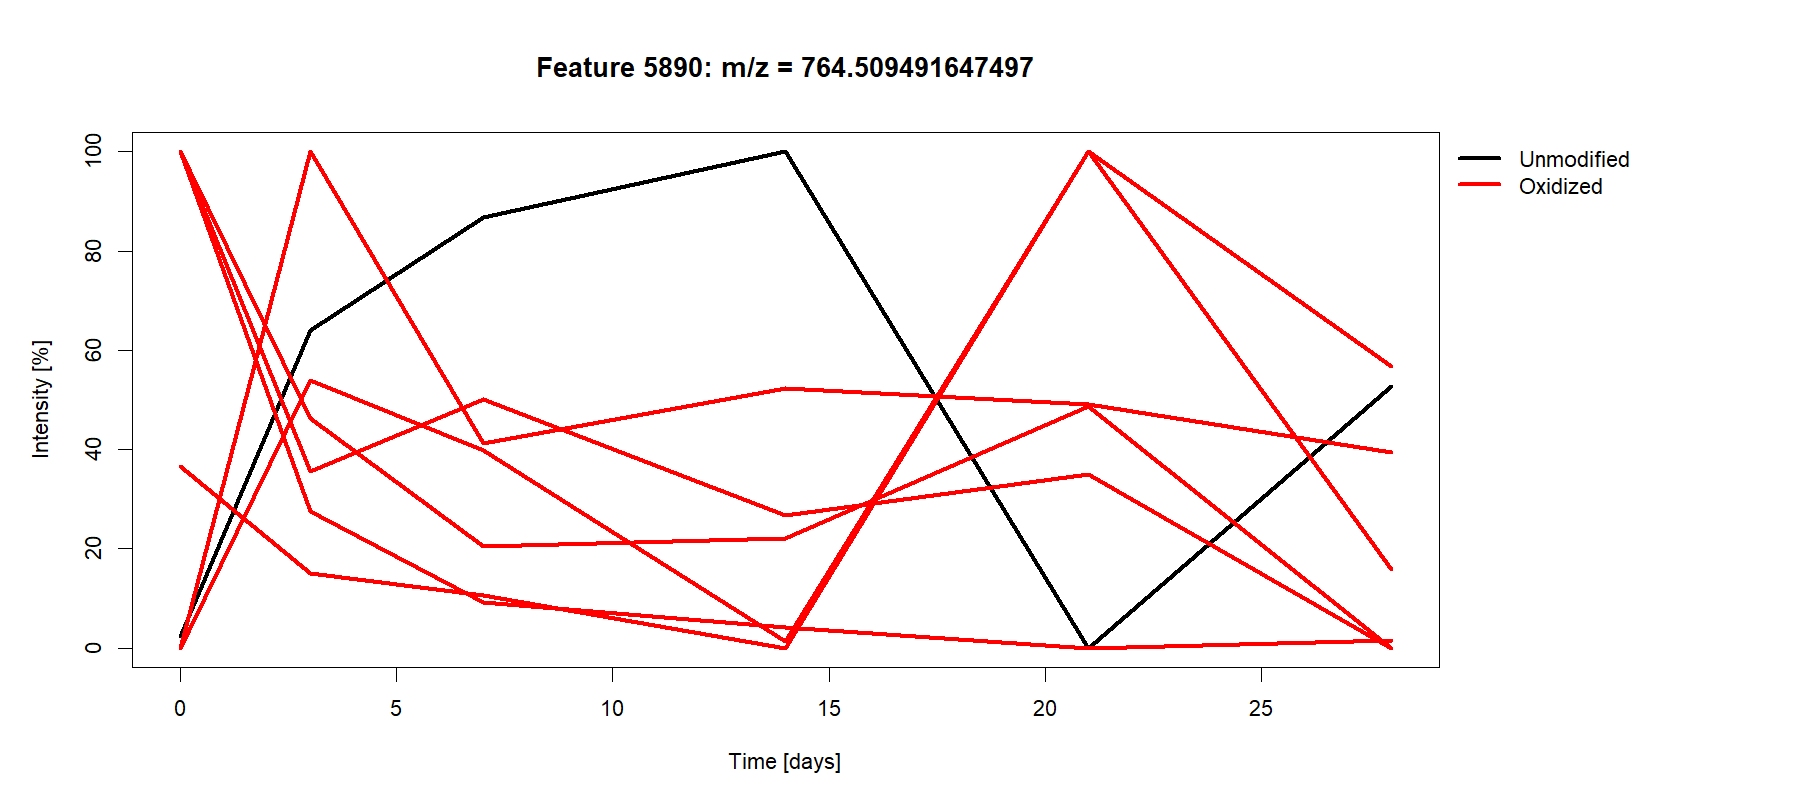 Feature 5890: m/z = 764.509491647497
Unmodified
Oxidized
Intensity [%]
100
80
60
40
20
0
0 5 10 15 20 25
Time [days]